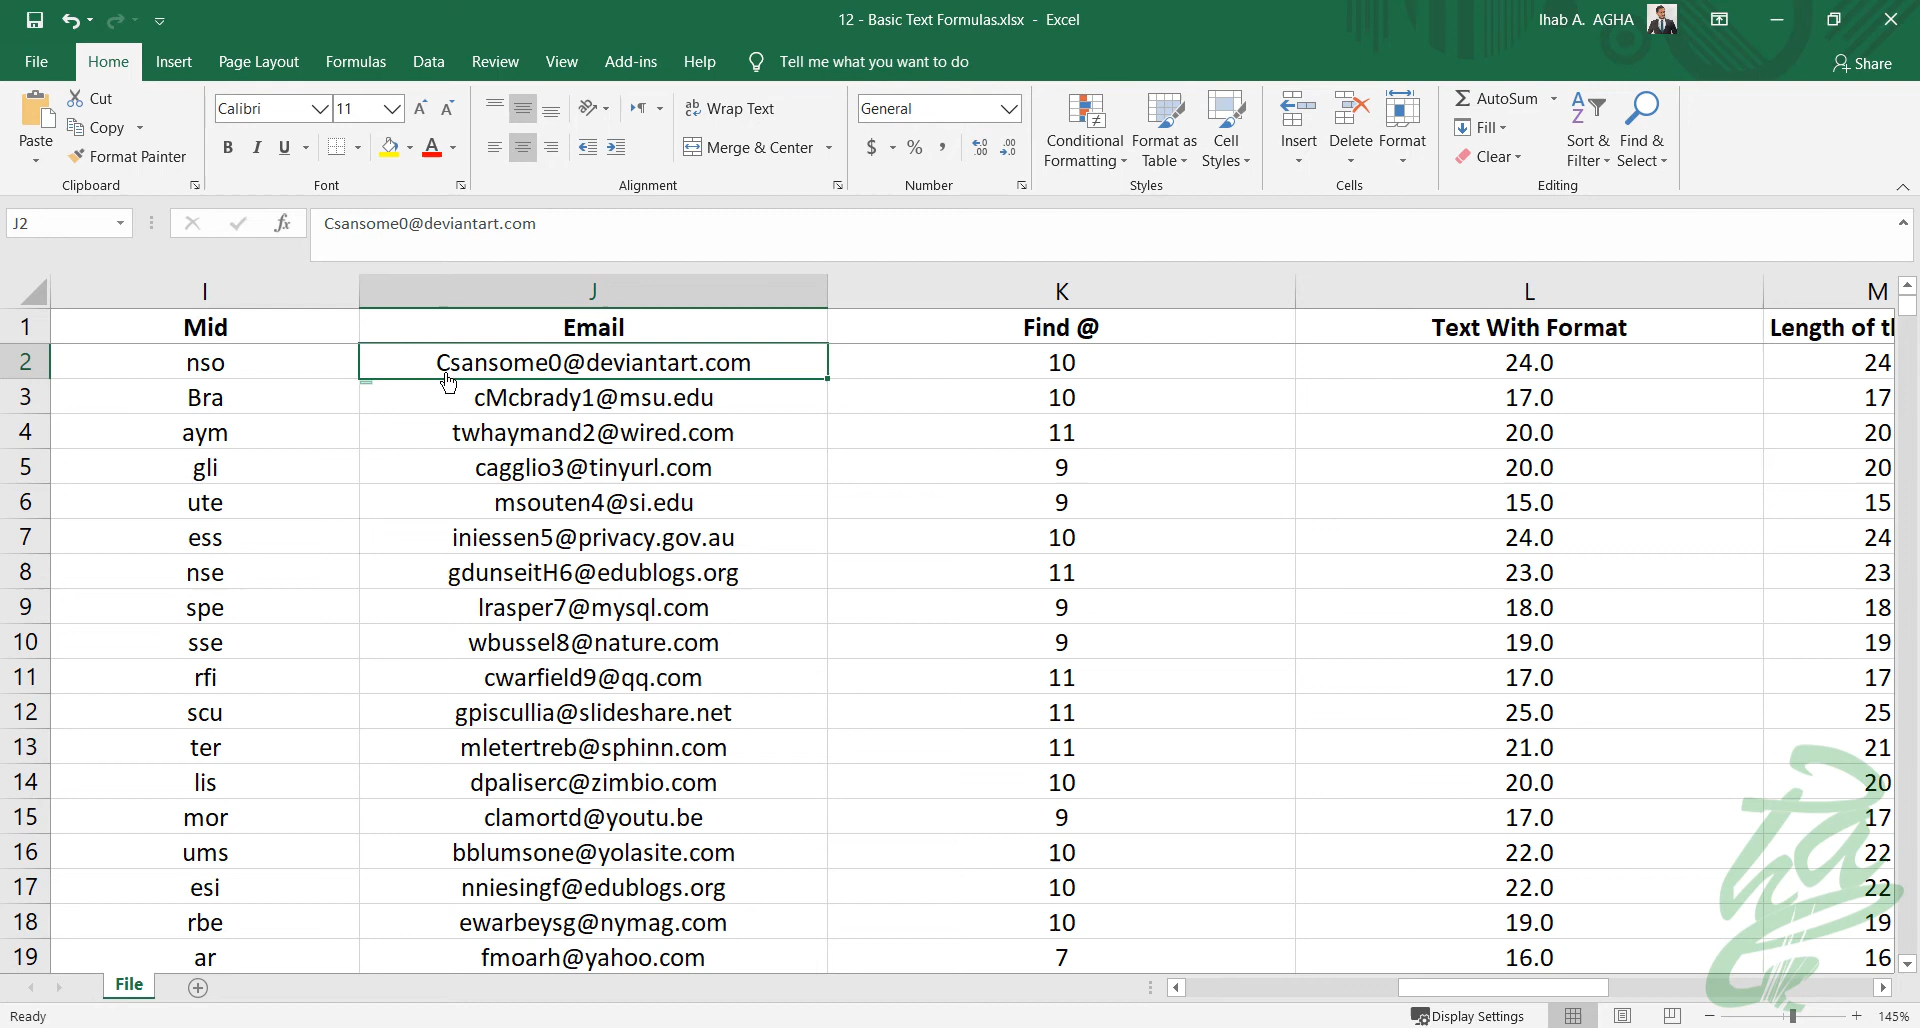 12 - Basic Text Formulas.xlsx - Excel
Ihab A. AGHA
File Home Insert Page Layout Formulas Data Review View Add-ins Help Tell me what you want to do
Share
Paste
Cut
Copy
Format Painter
Clipboard
Calibri 11
B I U
Font
Wrap Text
Merge & Center
Alignment
General
$ % ,
Number
Conditional Formatting
Format as Table
Cell Styles
Styles
Insert
Delete
Format
Cells
AutoSum
Fill
Clear
Sort & Filter
Find & Select
Editing
J2 fx Csansome0@deviantart.com
I J K L M
1 Mid Email Find @ Text With Format Length of t
2 nso Csansome0@deviantart.com 10 24.0 24
3 Bra cMcbrady1@msu.edu 10 17.0 17
4 aym twhaymand2@wired.com 11 20.0 20
5 gli cagglio3@tinyurl.com 9 20.0 20
6 ute msouten4@si.edu 9 15.0 15
7 ess iniessen5@privacy.gov.au 10 24.0 24
8 nse gdunseitH6@edublogs.org 11 23.0 23
9 spe lrasper7@mysql.com 9 18.0 18
10 sse wbussel8@nature.com 9 19.0 19
11 rfi cwarfield9@qq.com 11 17.0 17
12 scu gpiscullia@slideshare.net 11 25.0 25
13 ter mletertreb@sphinn.com 11 21.0 21
14 lis dpaliserc@zimbio.com 10 20.0 20
15 mor clamortd@youtu.be 9 17.0 17
16 ums bblumsone@yolasite.com 10 22.0 22
17 esi nniesingf@edublogs.org 10 22.0 22
18 rbe ewarbeysg@nymag.com 10 19.0 19
19 ar fmoarh@yahoo.com 7 16.0 16
File
Ready
Display Settings
145%